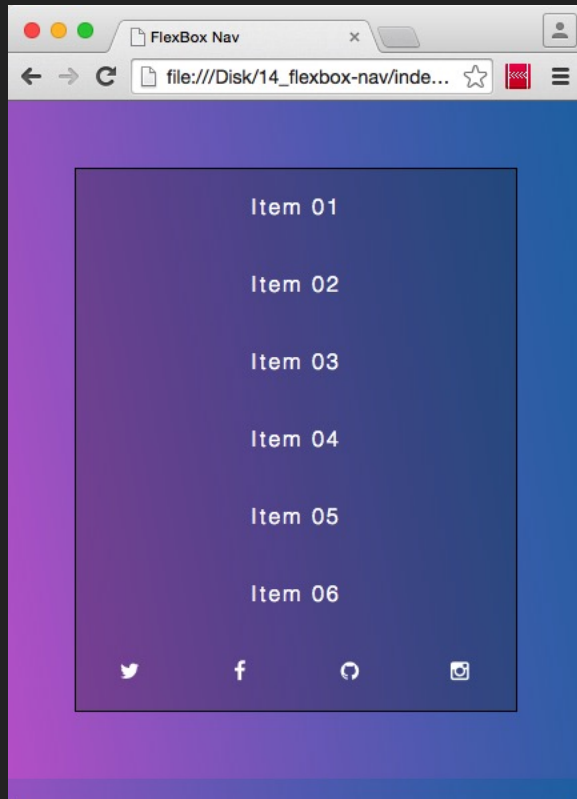 FlexBox Nav
file:///Disk/14_flexbox-nav/inde...
Item 01
Item 02
Item 03
Item 04
Item 05
Item 06